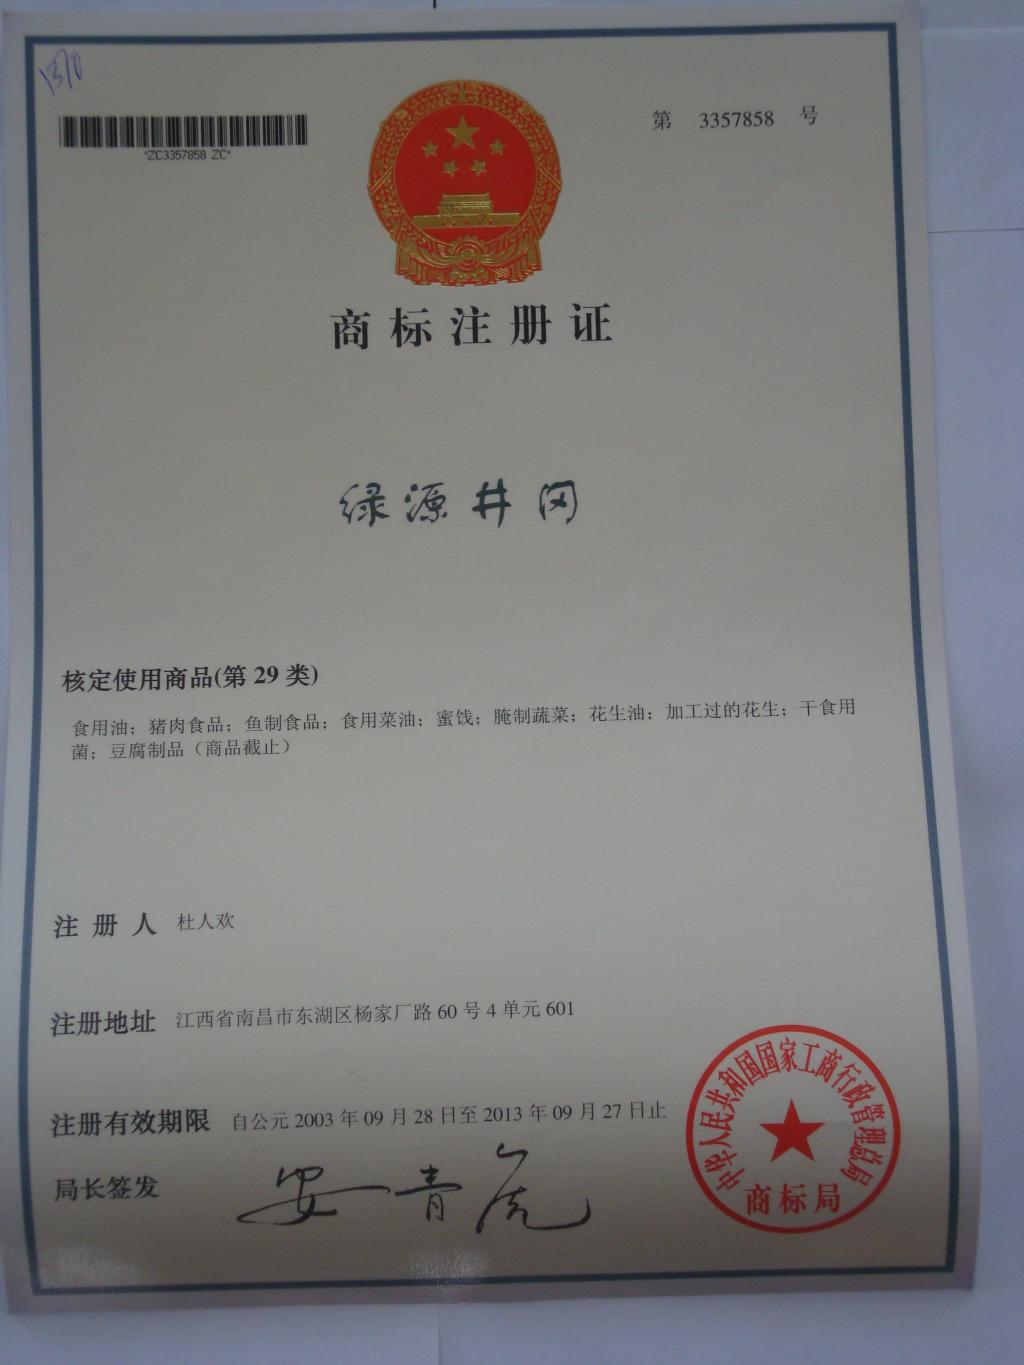 1370
第 3357858 号
*ZC3357858 ZC*
商标注册证
绿源井冈
核定使用商品(第 29 类)
食用油；猪肉食品；鱼制食品；食用菜油；蜜饯；腌制蔬菜；花生油；加工过的花生；干食用
菌；豆腐制品（商品截止）
注 册 人 杜人欢
注册地址 江西省南昌市东湖区杨家厂路 60 号 4 单元 601
注册有效期限 自公元 2003 年 09 月 28 日至 2013 年 09 月 27 日止
局长签发 安青虎
中华人民共和国国家工商行政管理总局
商标局